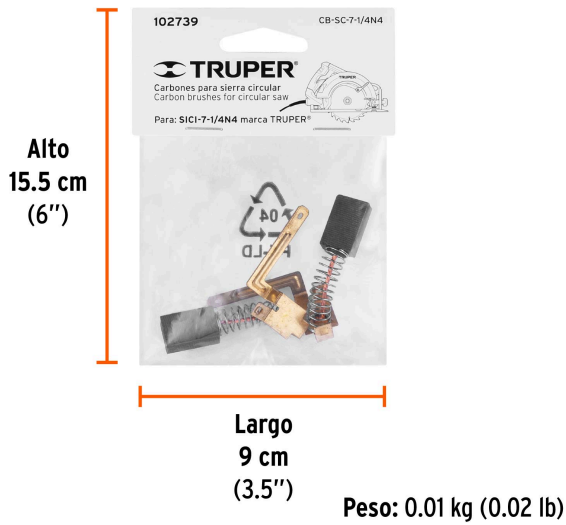 102739
CB-SC-7-1/4N4
TRUPER®
TRUPER
Carbones para sierra circular
Carbon brushes for circular saw
Para: SICI-7-1/4N4 marca TRUPER®
Alto
15.5 cm
(6")
04
Largo
9 cm
(3.5")
Peso: 0.01 kg (0.02 lb)